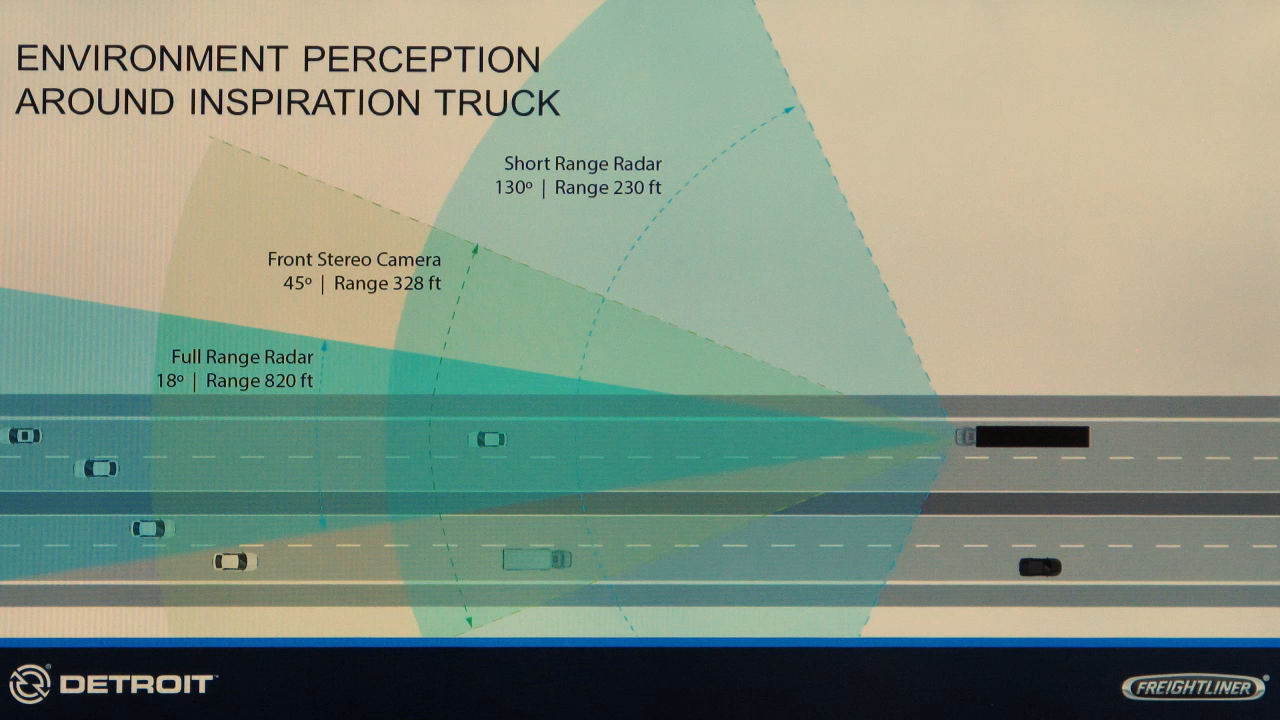 ENVIRONMENT PERCEPTION
AROUND INSPIRATION TRUCK
Short Range Radar
130º | Range 230 ft
Front Stereo Camera
45º | Range 328 ft
Full Range Radar
18º | Range 820 ft
DETROIT™
FREIGHTLINER®